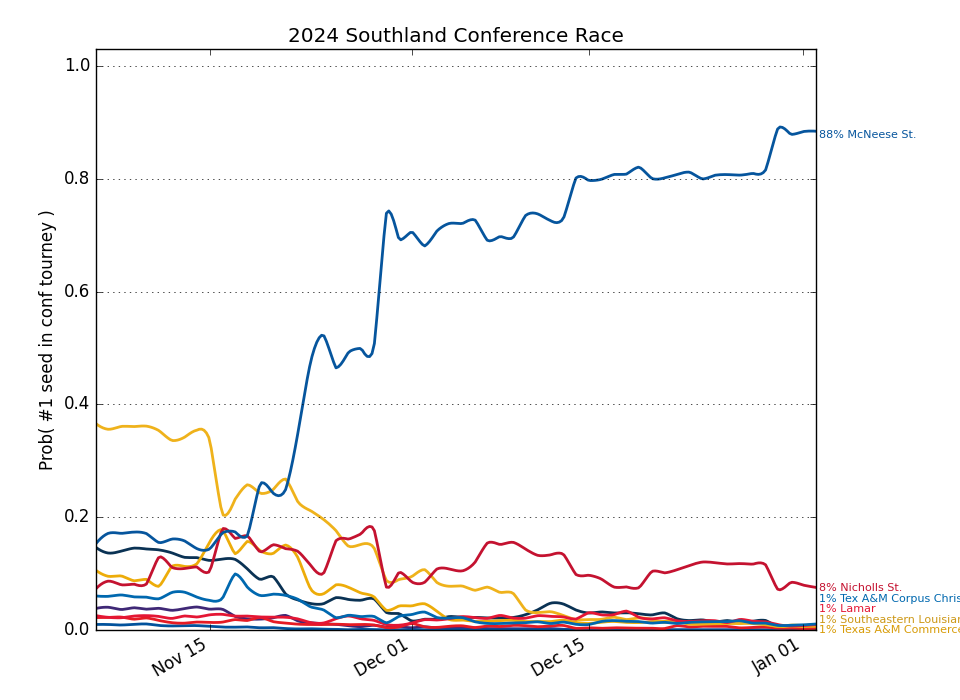 2024 Southland Conference Race
Prob( #1 seed in conf tourney )
1.0
0.8
0.6
0.4
0.2
0.0
Nov 15
Dec 01
Dec 15
Jan 01
88% McNeese St.
8% Nicholls St.
1% Tex A&M Corpus Chris
1% Lamar
1% Southeastern Louisian
1% Texas A&M Commerce